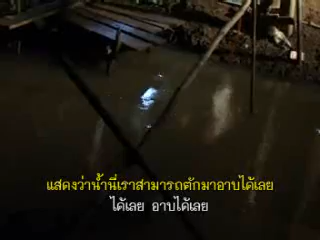 แสดงว่าน้ำนี่เราสามารถตักมาอาบได้เลย
ได้เลย อาบได้เลย